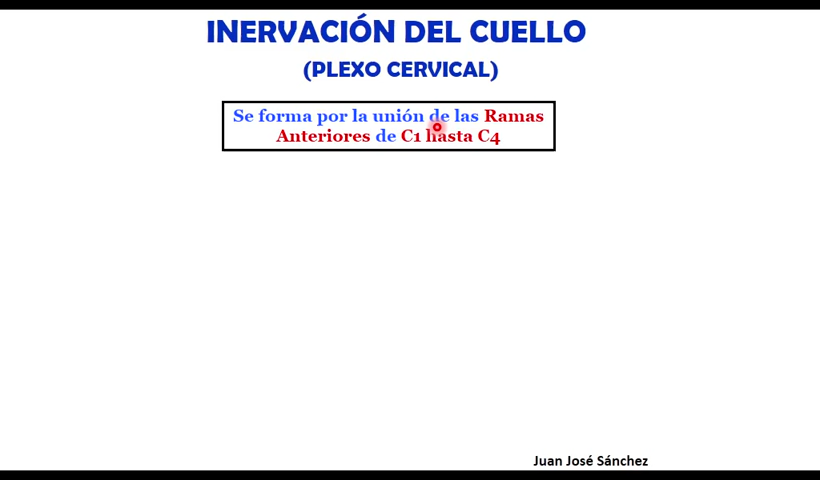 INERVACIÓN DEL CUELLO
(PLEXO CERVICAL)
Se forma por la unión de las Ramas
Anteriores de C1 hasta C4
Juan José Sánchez